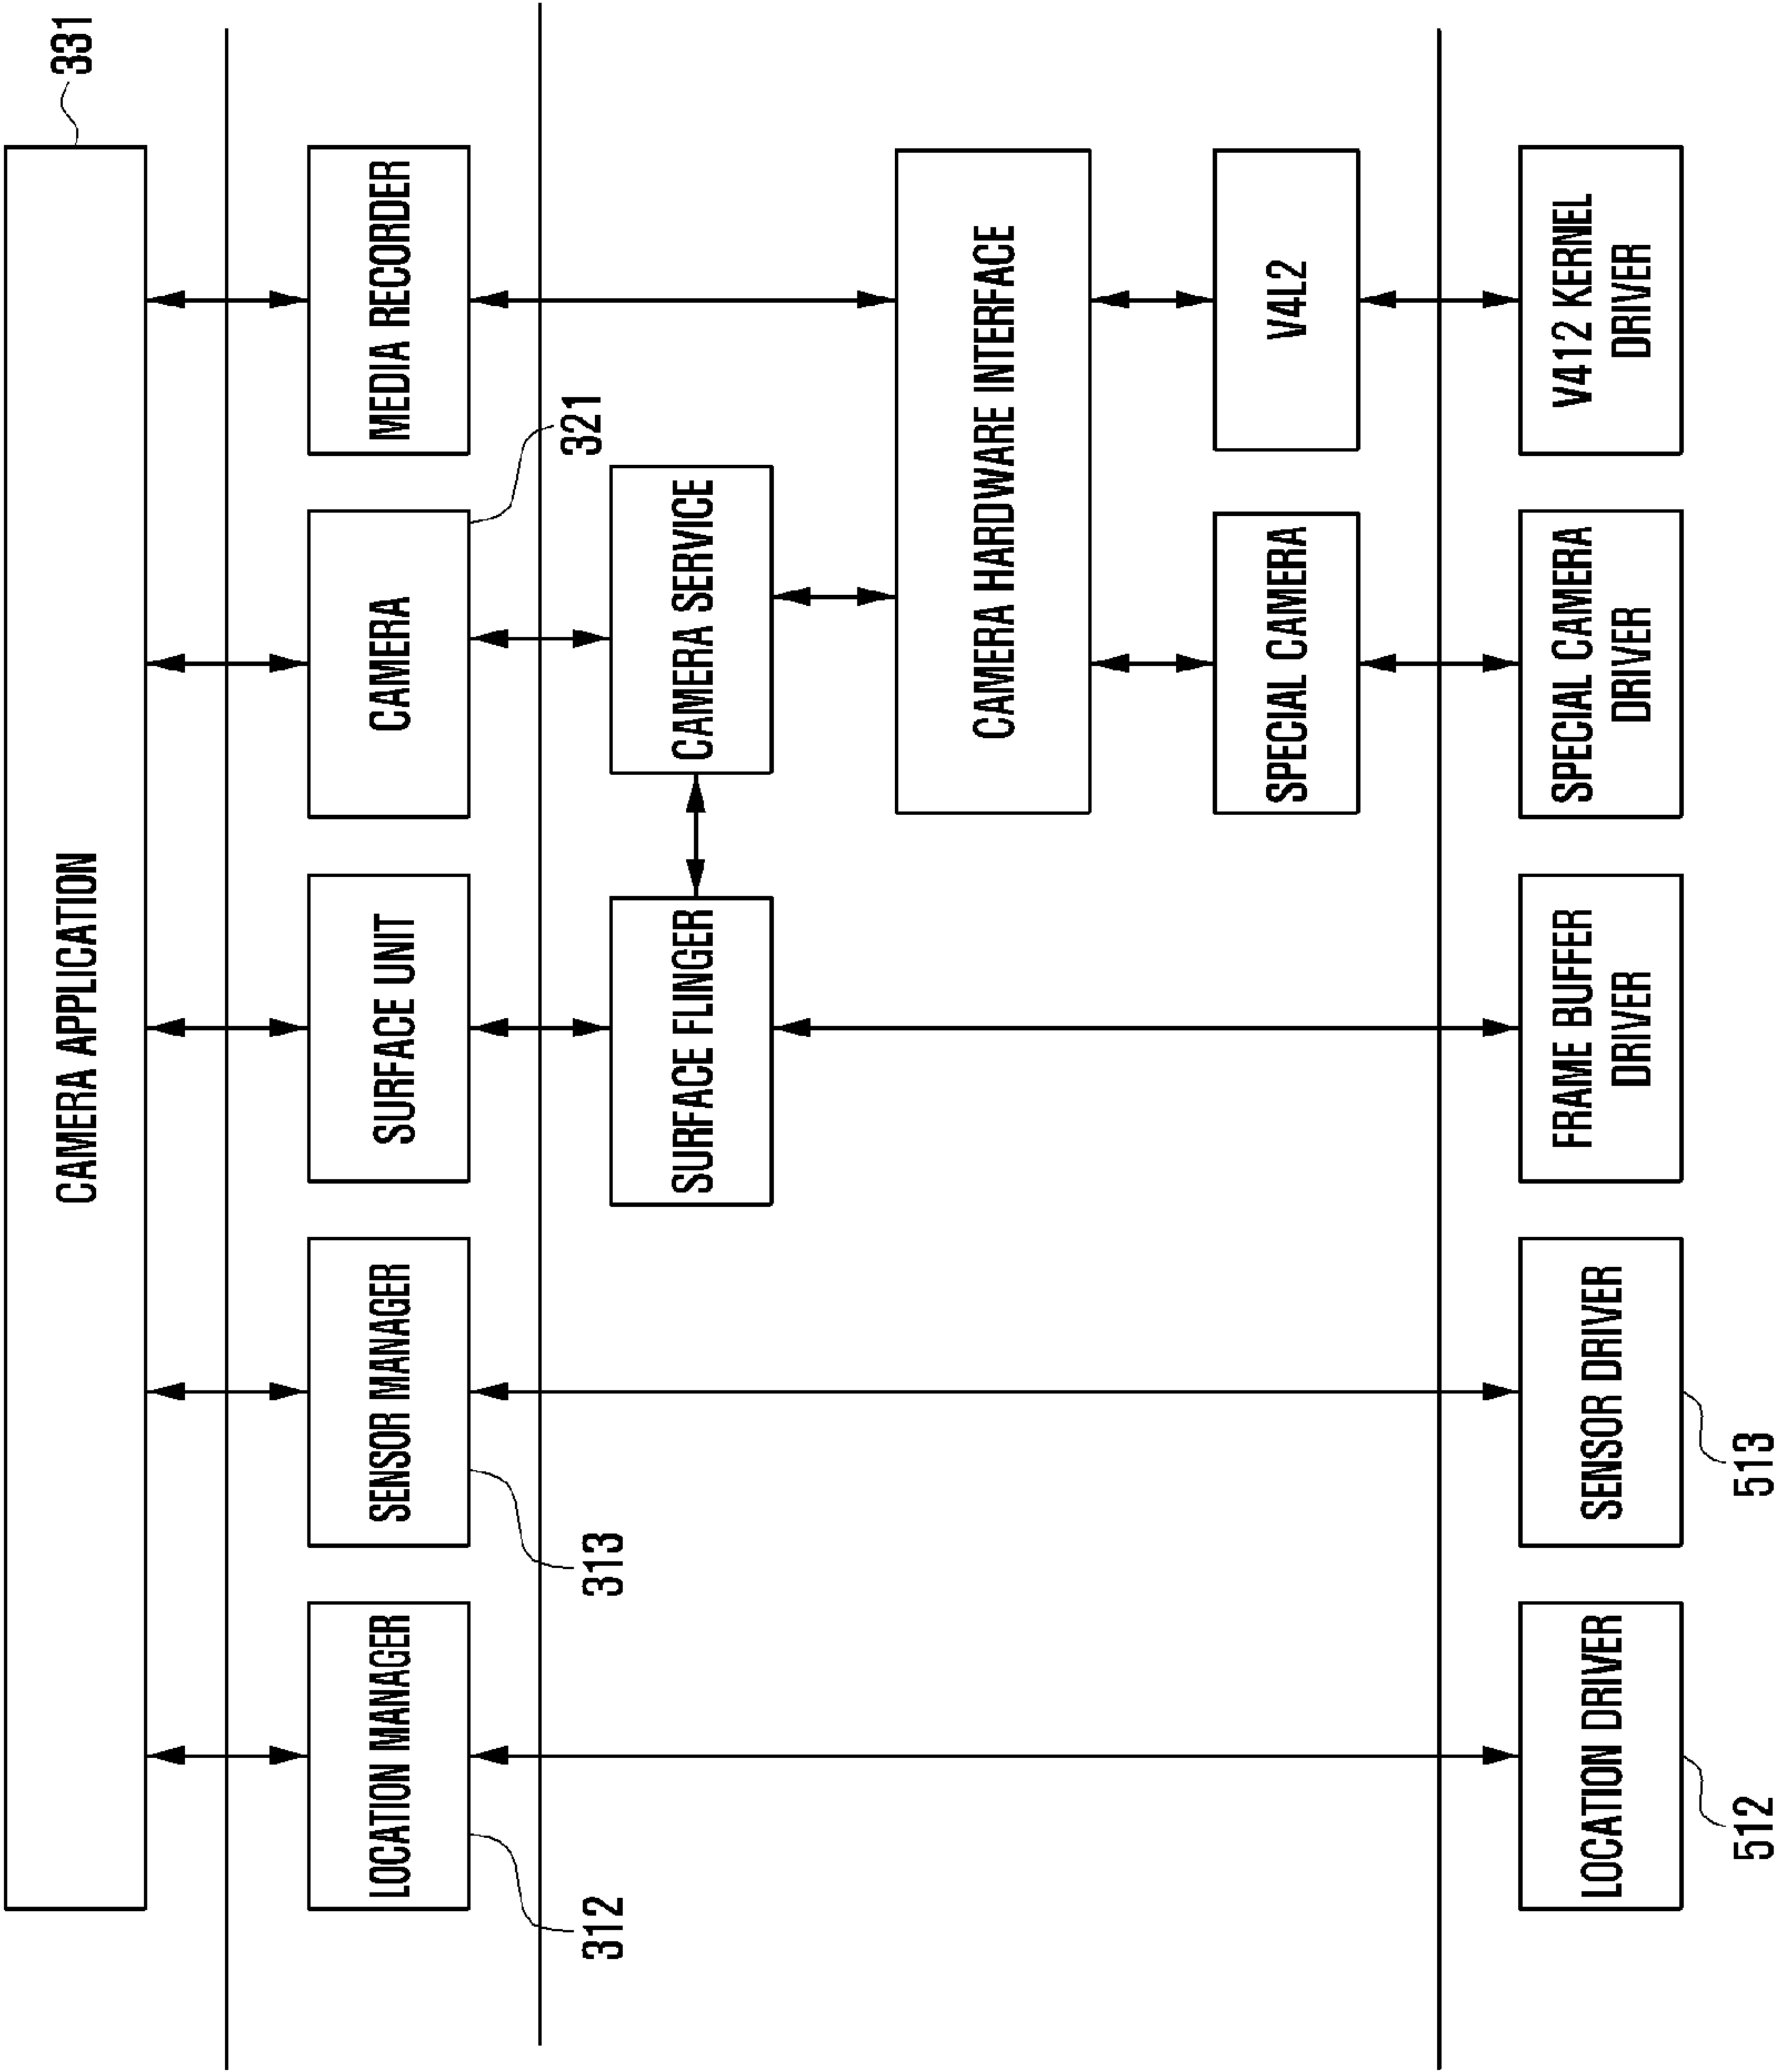 331
CAMERA APPLICATION
LOCATION MANAGER
SENSOR MANAGER
SURFACE UNIT
CAMERA
MEDIA RECORDER
312
313
321
SURFACE FLINGER
CAMERA SERVICE
CAMERA HARDWARE INTERFACE
SPECIAL CAMERA
V4L2
LOCATION DRIVER
SENSOR DRIVER
FRAME BUFFER
DRIVER
SPECIAL CAMERA
DRIVER
V412 KERNEL
DRIVER
512
513